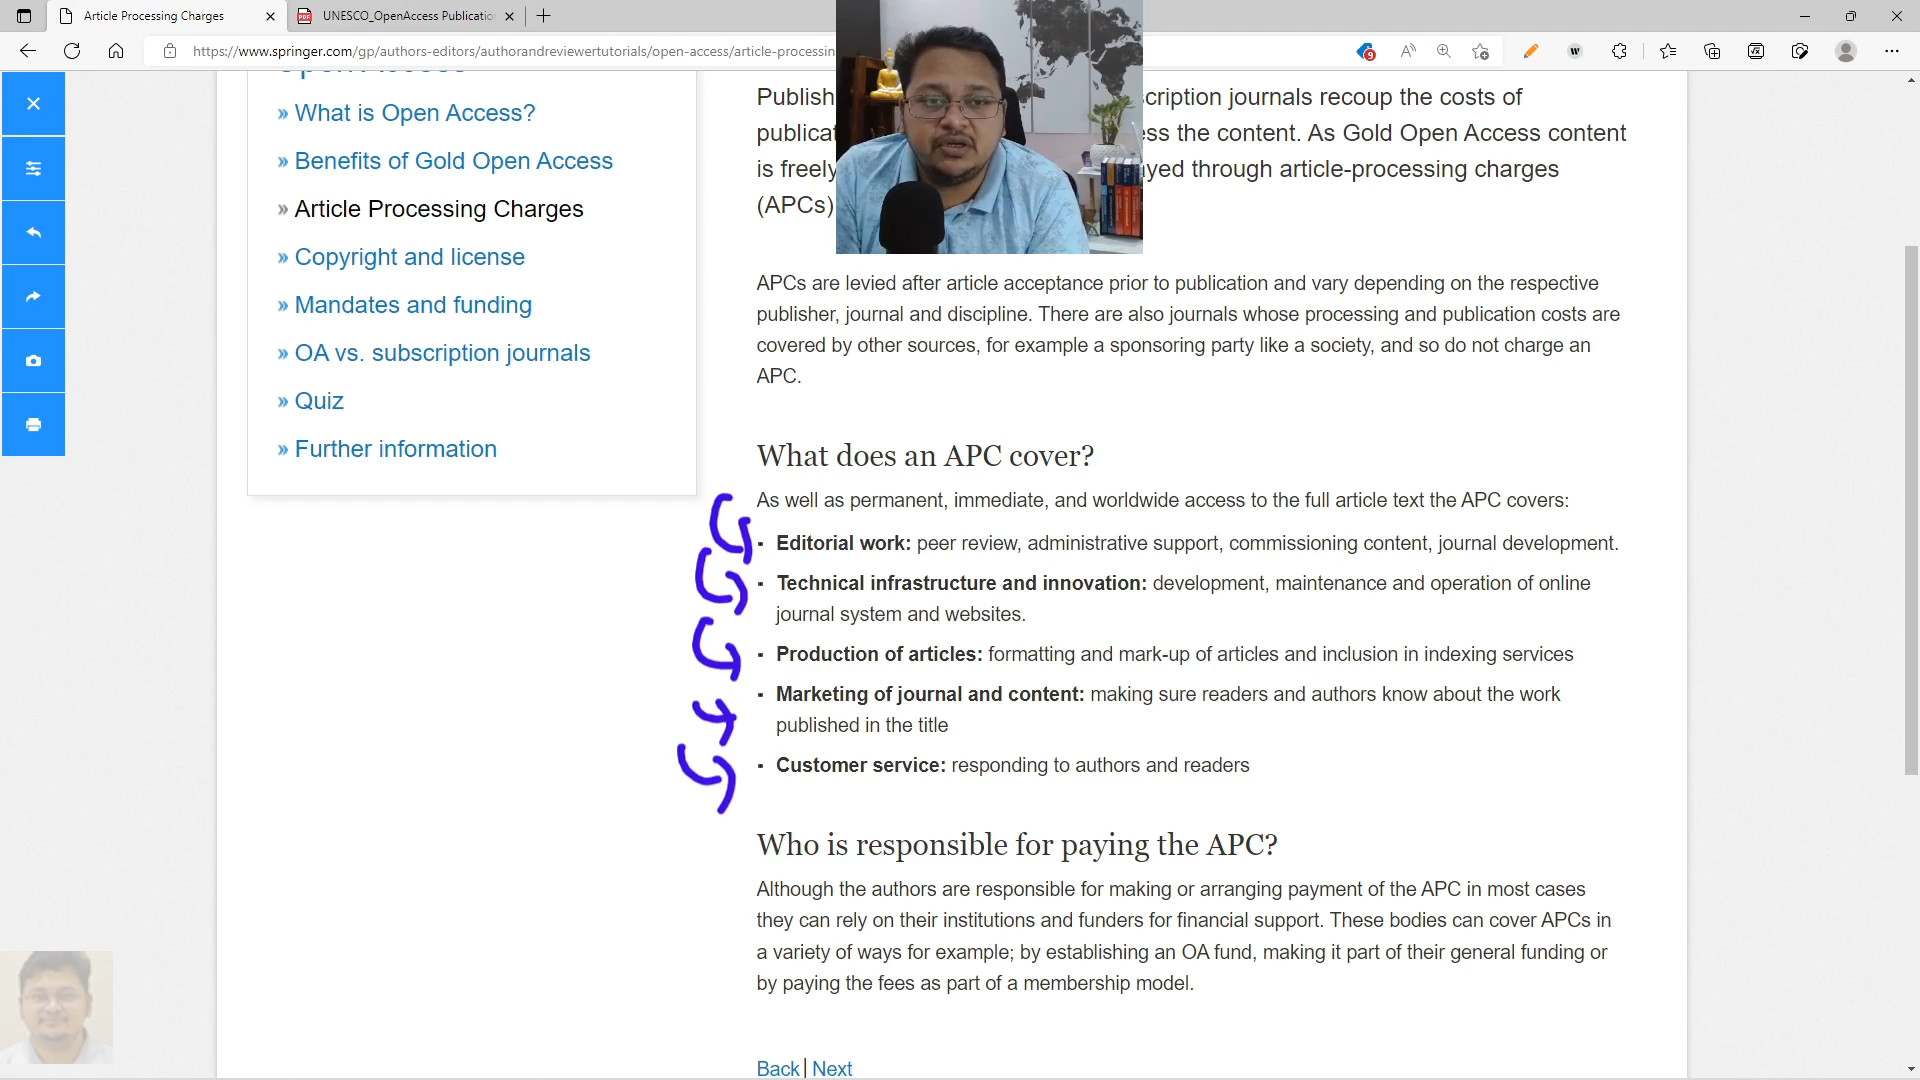 Article Processing Charges
UNESCO_OpenAccess Publicatio
https://www.springer.com/gp/authors-editors/authorandreviewertutorials/open-access/article-processin
Open Access
» What is Open Access?
» Benefits of Gold Open Access
» Article Processing Charges
» Copyright and license
» Mandates and funding
» OA vs. subscription journals
» Quiz
» Further information
Publish cription journals recoup the costs of
publicat ss the content. As Gold Open Access content
is freely yed through article-processing charges
(APCs)
APCs are levied after article acceptance prior to publication and vary depending on the respective
publisher, journal and discipline. There are also journals whose processing and publication costs are
covered by other sources, for example a sponsoring party like a society, and so do not charge an
APC.
What does an APC cover?
As well as permanent, immediate, and worldwide access to the full article text the APC covers:
▪ Editorial work: peer review, administrative support, commissioning content, journal development.
▪ Technical infrastructure and innovation: development, maintenance and operation of online
journal system and websites.
▪ Production of articles: formatting and mark-up of articles and inclusion in indexing services
▪ Marketing of journal and content: making sure readers and authors know about the work
published in the title
▪ Customer service: responding to authors and readers
Who is responsible for paying the APC?
Although the authors are responsible for making or arranging payment of the APC in most cases
they can rely on their institutions and funders for financial support. These bodies can cover APCs in
a variety of ways for example; by establishing an OA fund, making it part of their general funding or
by paying the fees as part of a membership model.
Back | Next